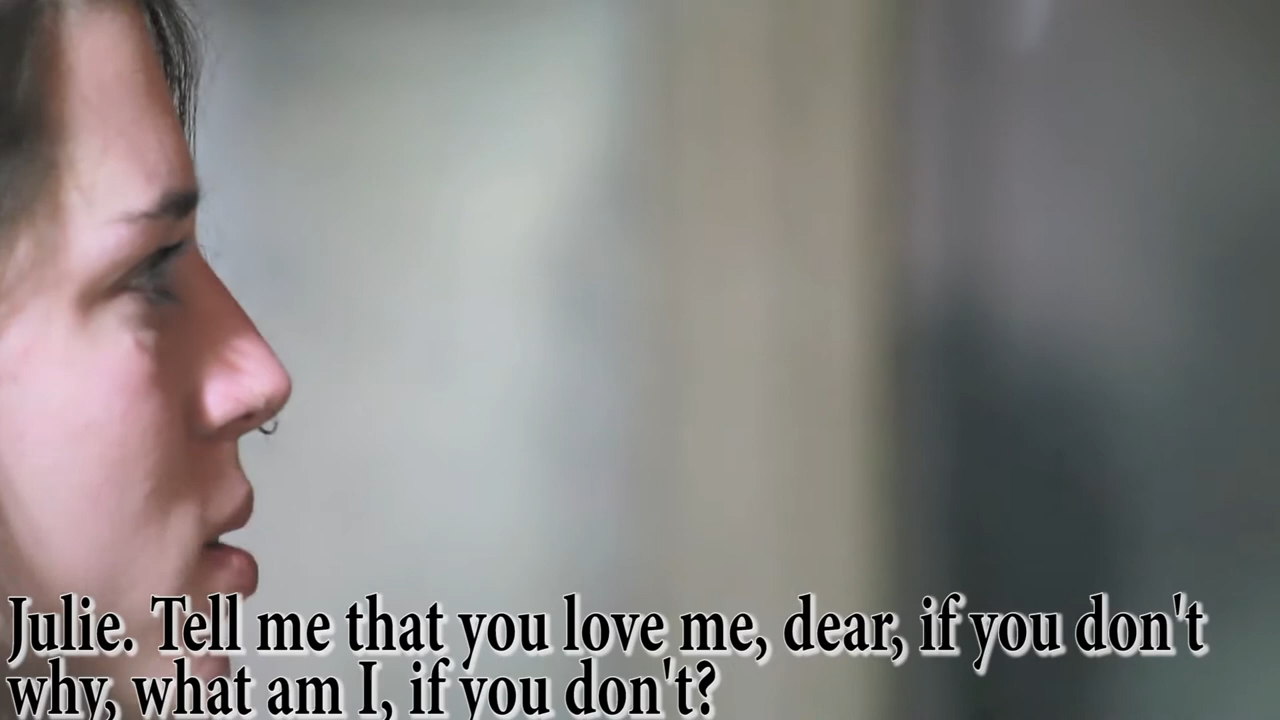 Julie. Tell me that you love me, dear, if you don't
why, what am I, if you don't?